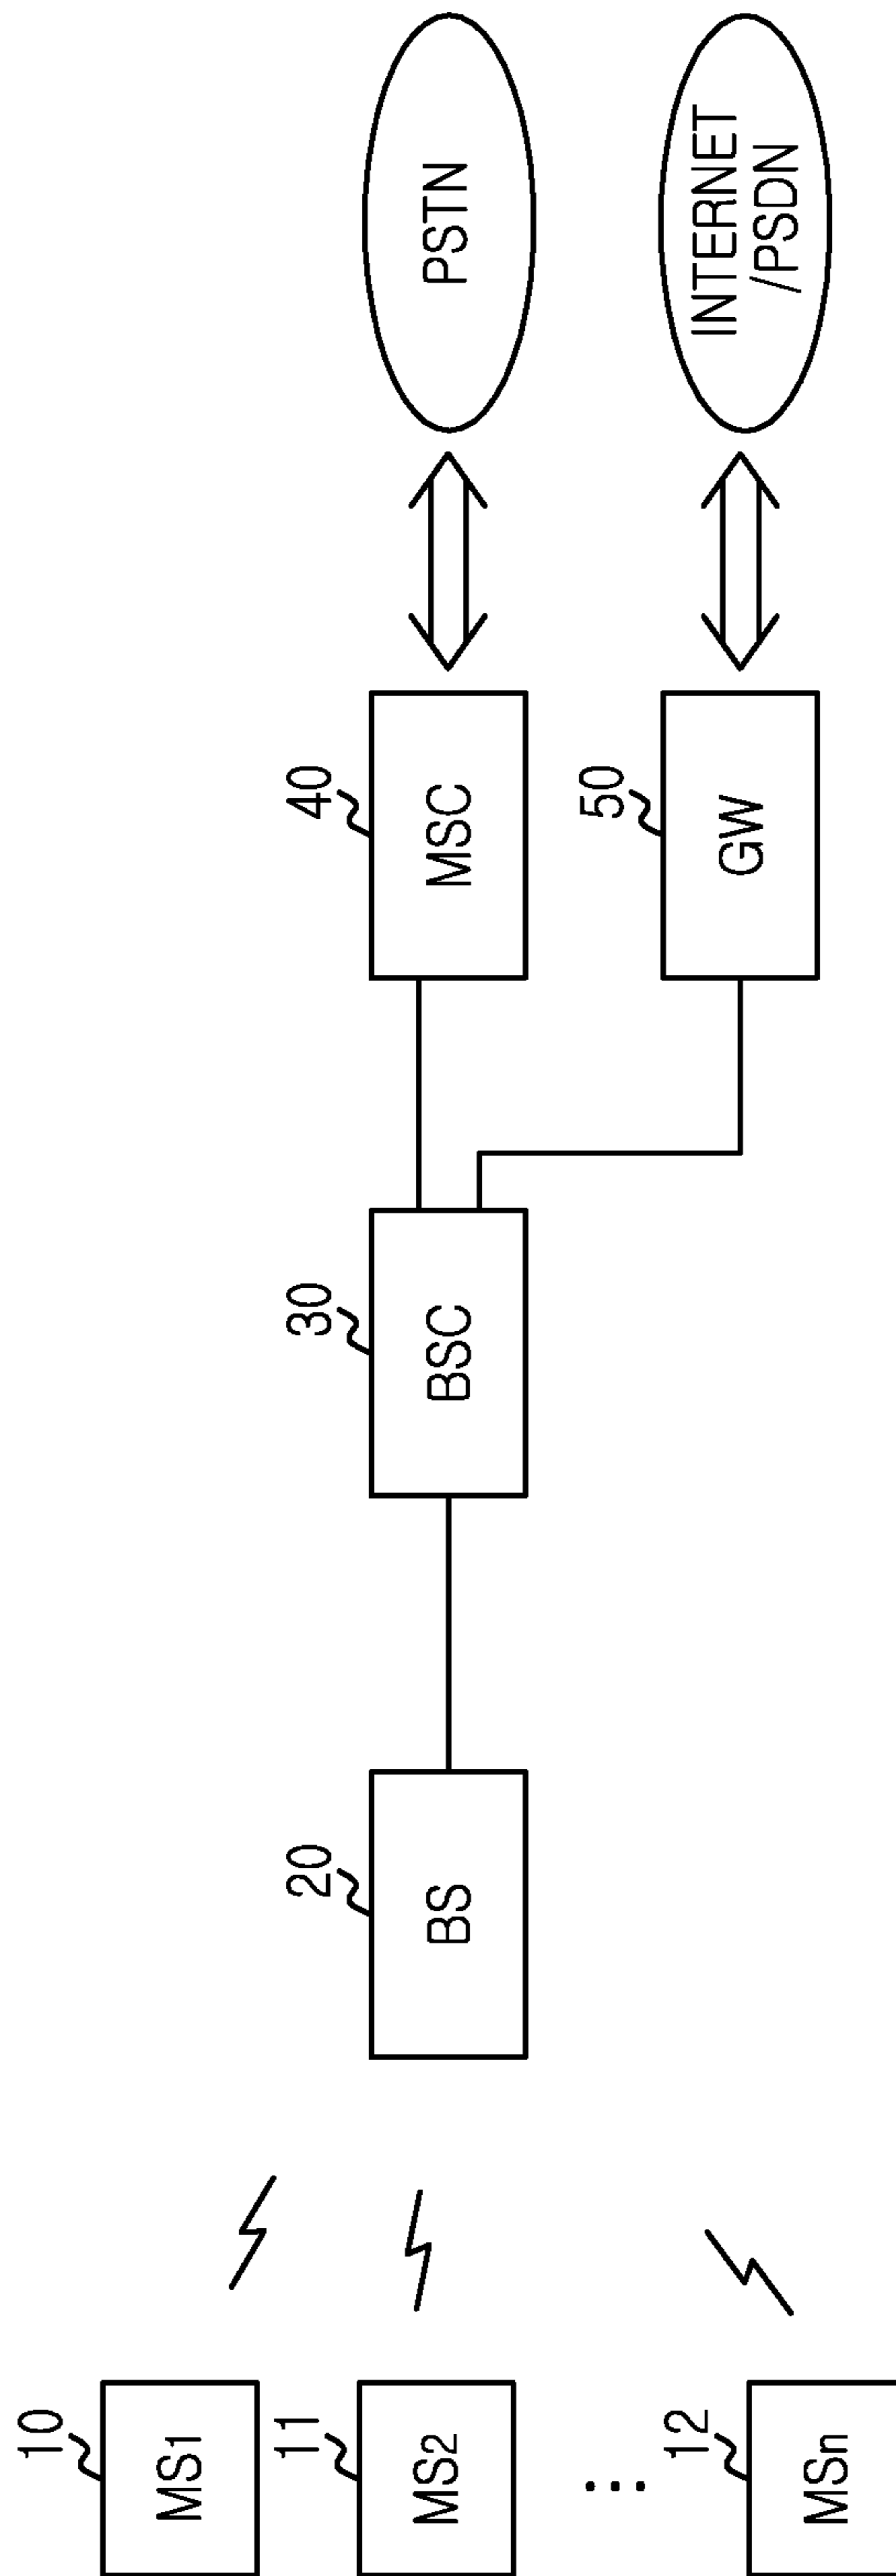 10
MS1
11
MS2
...
12
MSn
20
BS
30
BSC
40
MSC
50
GW
PSTN
INTERNET
/PSDN